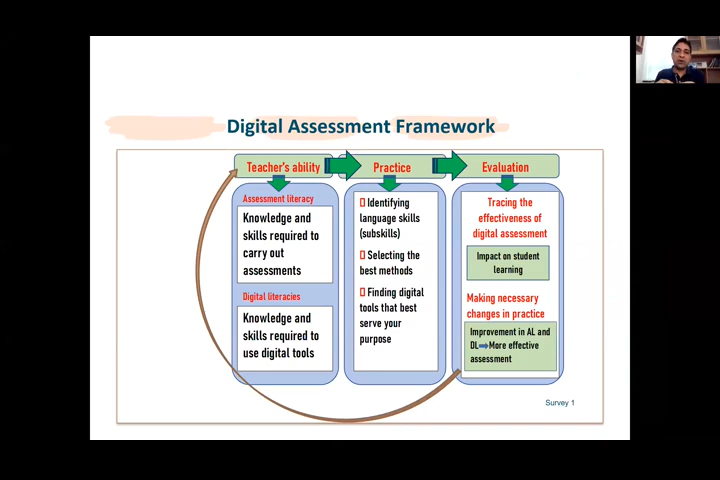 Digital Assessment Framework
Teacher's ability
Practice
Evaluation
Assessment literacy
Knowledge and
skills required to
carry out
assessments
Digital literacies
Knowledge and
skills required to
use digital tools
Identifying
language skills
(subskills)
Selecting the
best methods
Finding digital
tools that best
serve your
purpose
Tracing the
effectiveness of
digital assessment
Impact on student
learning
Making necessary
changes in practice
Improvement in AL and
DL More effective
assessment
Survey 1